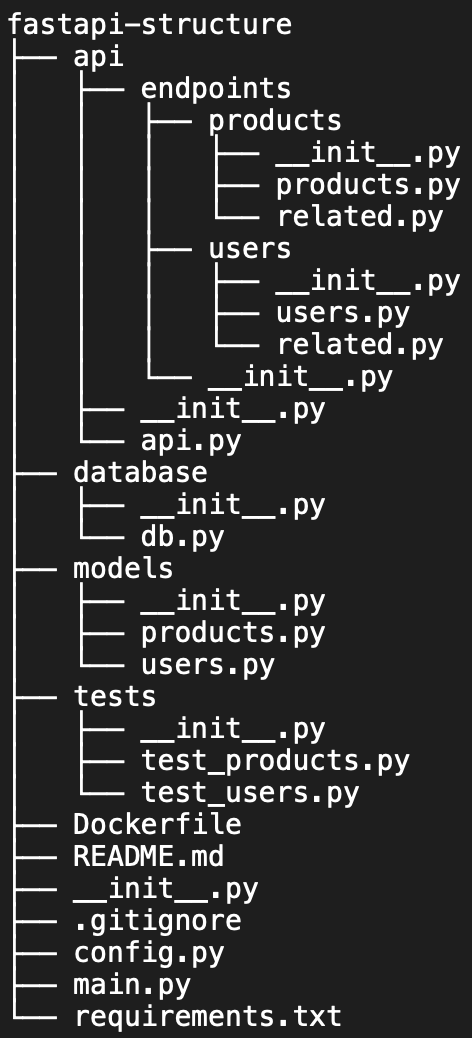 fastapi-structure
├── api
│   ├── endpoints
│   │   ├── products
│   │   │   ├── __init__.py
│   │   │   ├── products.py
│   │   │   └── related.py
│   │   ├── users
│   │   │   ├── __init__.py
│   │   │   ├── users.py
│   │   │   └── related.py
│   │   └── __init__.py
│   ├── __init__.py
│   └── api.py
├── database
│   ├── __init__.py
│   └── db.py
├── models
│   ├── __init__.py
│   ├── products.py
│   └── users.py
├── tests
│   ├── __init__.py
│   ├── test_products.py
│   └── test_users.py
├── Dockerfile
├── README.md
├── __init__.py
├── .gitignore
├── config.py
├── main.py
└── requirements.txt